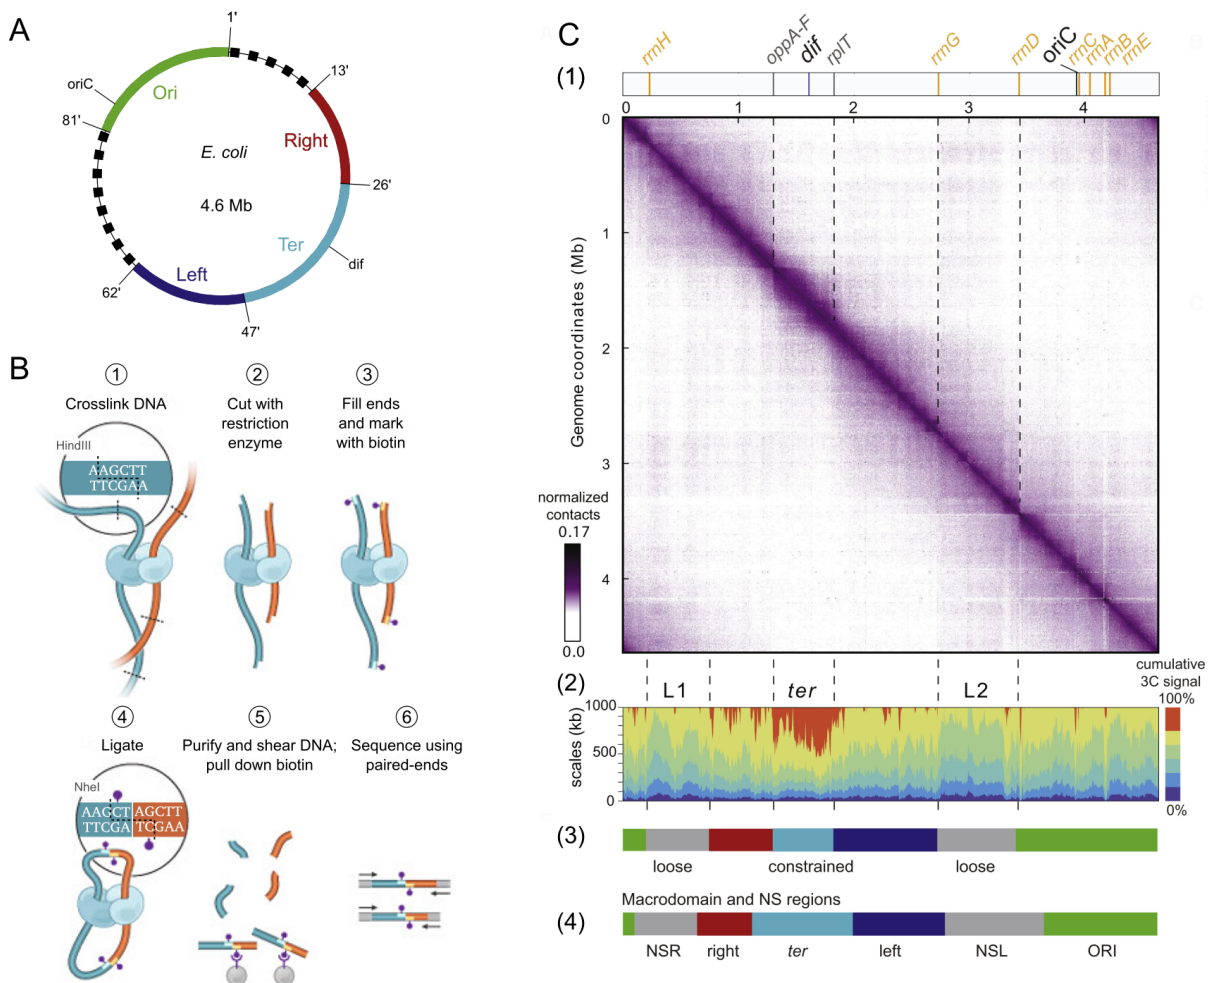 A
1'
13'
oriC
Ori
81'
Right
E. coli
4.6 Mb
26'
Ter
dif
Left
62'
47'
B
1
Crosslink DNA
HindIII
AAGCTT
TTCGAA
2
Cut with
restriction
enzyme
3
Fill ends
and mark
with biotin
4
Ligate
NheI
AAGCT AGCTT
TTCGA TCGAA
5
Purify and shear DNA;
pull down biotin
6
Sequence using
paired-ends
C
(1)
rrnH
oppA-F
dif
rplT
rrnG
rrnD
oriC
rrnC
rrnA
rrnB
rrnE
0 1 2 3 4
0
1
2
3
4
Genome coordinates (Mb)
normalized
contacts
0.17
0.0
(2)
L1 ter L2
cumulative
3C signal
100%
0%
scales (kb)
1000
500
0
(3)
loose constrained loose
Macrodomain and NS regions
(4)
NSR right ter left NSL ORI